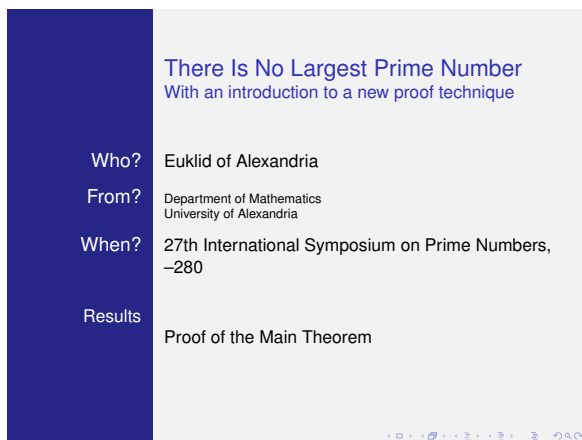 There Is No Largest Prime Number
With an introduction to a new proof technique
Who? Euklid of Alexandria
From? Department of Mathematics
University of Alexandria
When? 27th International Symposium on Prime Numbers,
–280
Results
Proof of the Main Theorem